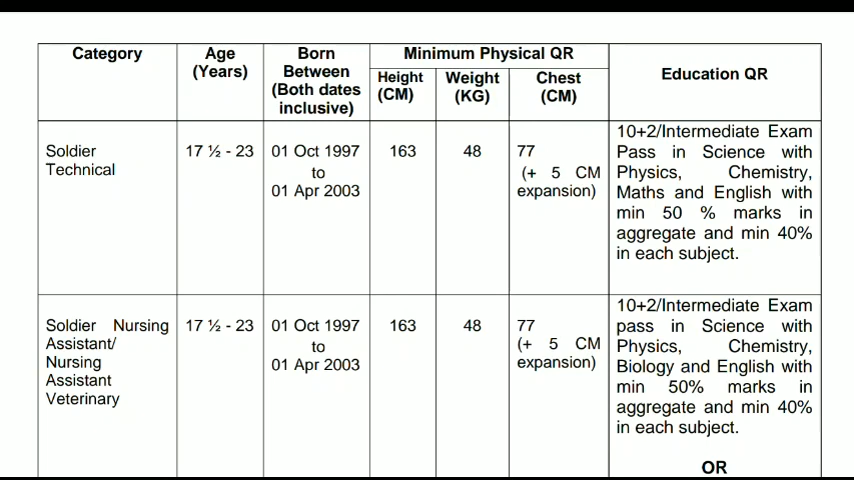 Category
Age
(Years)
Born
Between
(Both dates
inclusive)
Minimum Physical QR
Height
(CM)
Weight
(KG)
Chest
(CM)
Education QR
Soldier
Technical
17 ½ - 23
01 Oct 1997
to
01 Apr 2003
163
48
77
(+ 5 CM
expansion)
10+2/Intermediate Exam
Pass in Science with
Physics, Chemistry,
Maths and English with
min 50 % marks in
aggregate and min 40%
in each subject.
Soldier Nursing
Assistant/
Nursing
Assistant
Veterinary
17 ½ - 23
01 Oct 1997
to
01 Apr 2003
163
48
77
(+ 5 CM
expansion)
10+2/Intermediate Exam
pass in Science with
Physics, Chemistry,
Biology and English with
min 50% marks in
aggregate and min 40%
in each subject.
OR